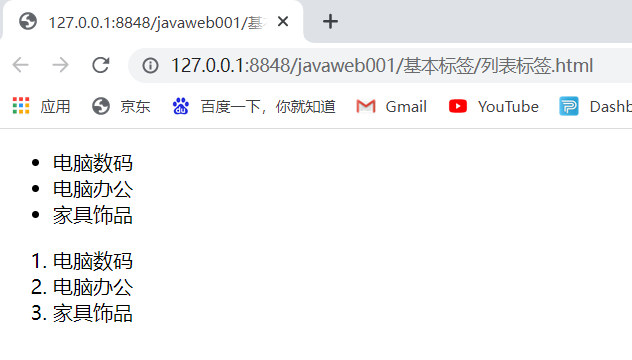 127.0.0.1:8848/javaweb001/基
127.0.0.1:8848/javaweb001/基本标签/列表标签.html
应用 京东 百度一下，你就知道 Gmail YouTube Dashb
• 电脑数码
• 电脑办公
• 家具饰品
1. 电脑数码
2. 电脑办公
3. 家具饰品